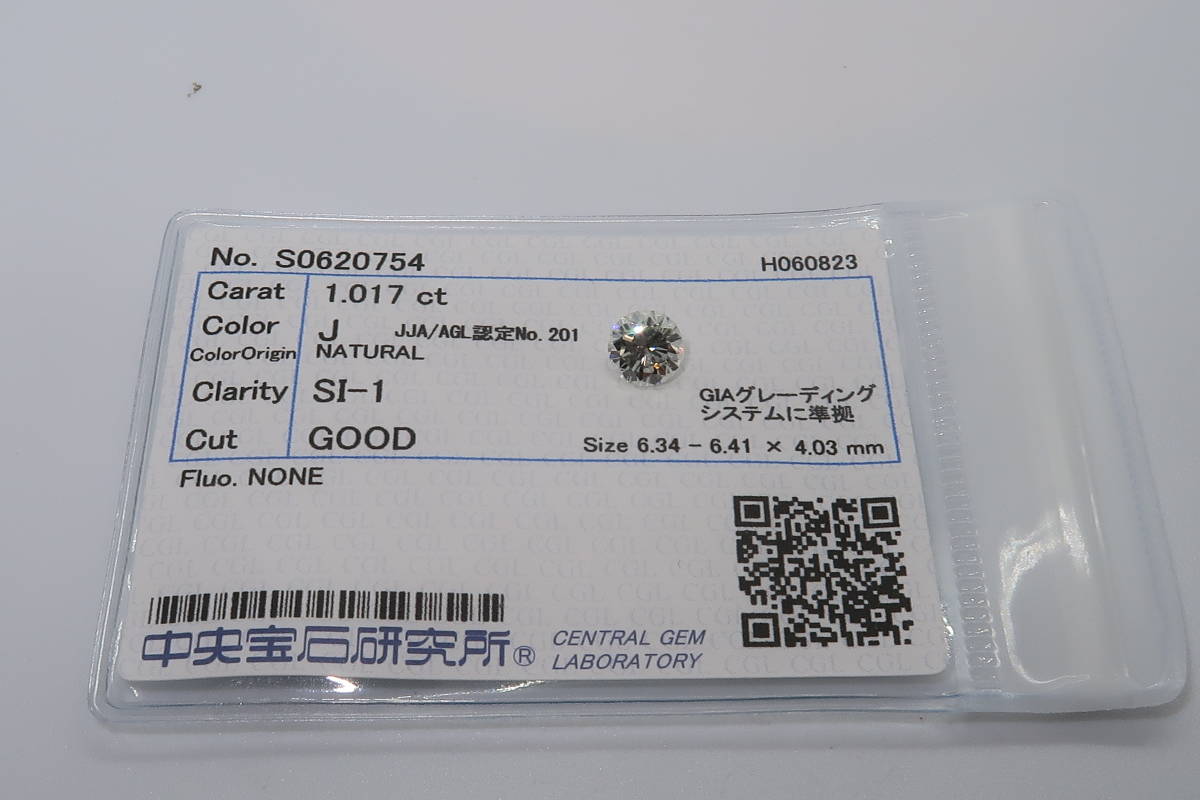 No. S0620754
H060823
Carat 1.017 ct
Color J JJA/AGL認定No.201
ColorOrigin NATURAL
Clarity SI-1
GIAグレーディング
システムに準拠
Cut GOOD
Size 6.34 - 6.41 × 4.03 mm
Fluo. NONE
中央宝石研究所®
CENTRAL GEM
LABORATORY